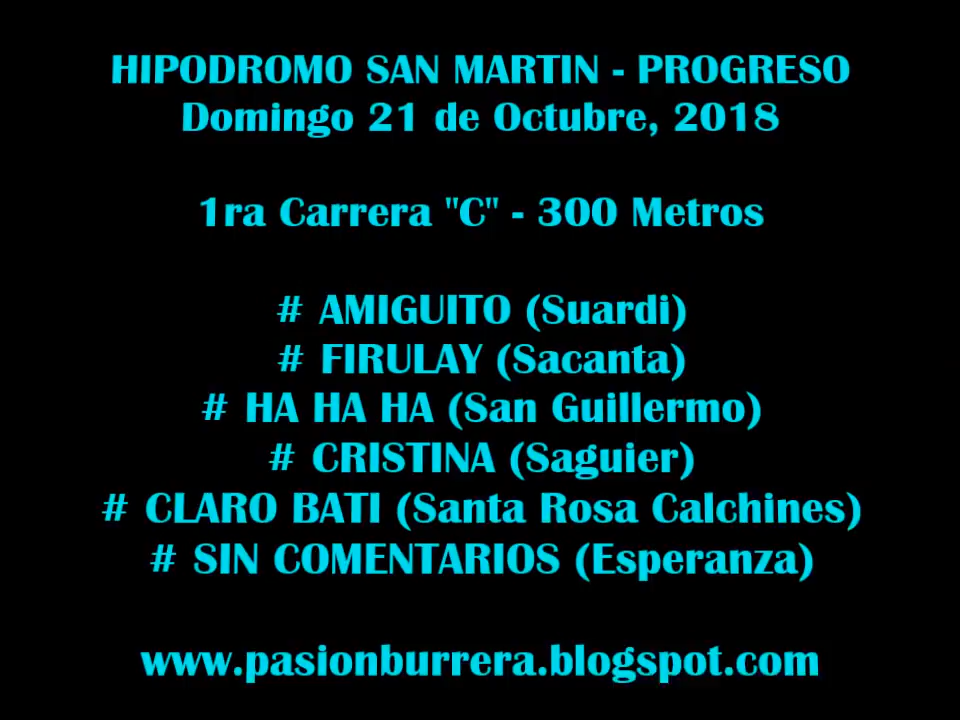 HIPODROMO SAN MARTIN - PROGRESO
Domingo 21 de Octubre, 2018
1ra Carrera "C" - 300 Metros
# AMIGUITO (Suardi)
# FIRULAY (Sacanta)
# HA HA HA (San Guillermo)
# CRISTINA (Saguier)
# CLARO BATI (Santa Rosa Calchines)
# SIN COMENTARIOS (Esperanza)
www.pasionburrera.blogspot.com